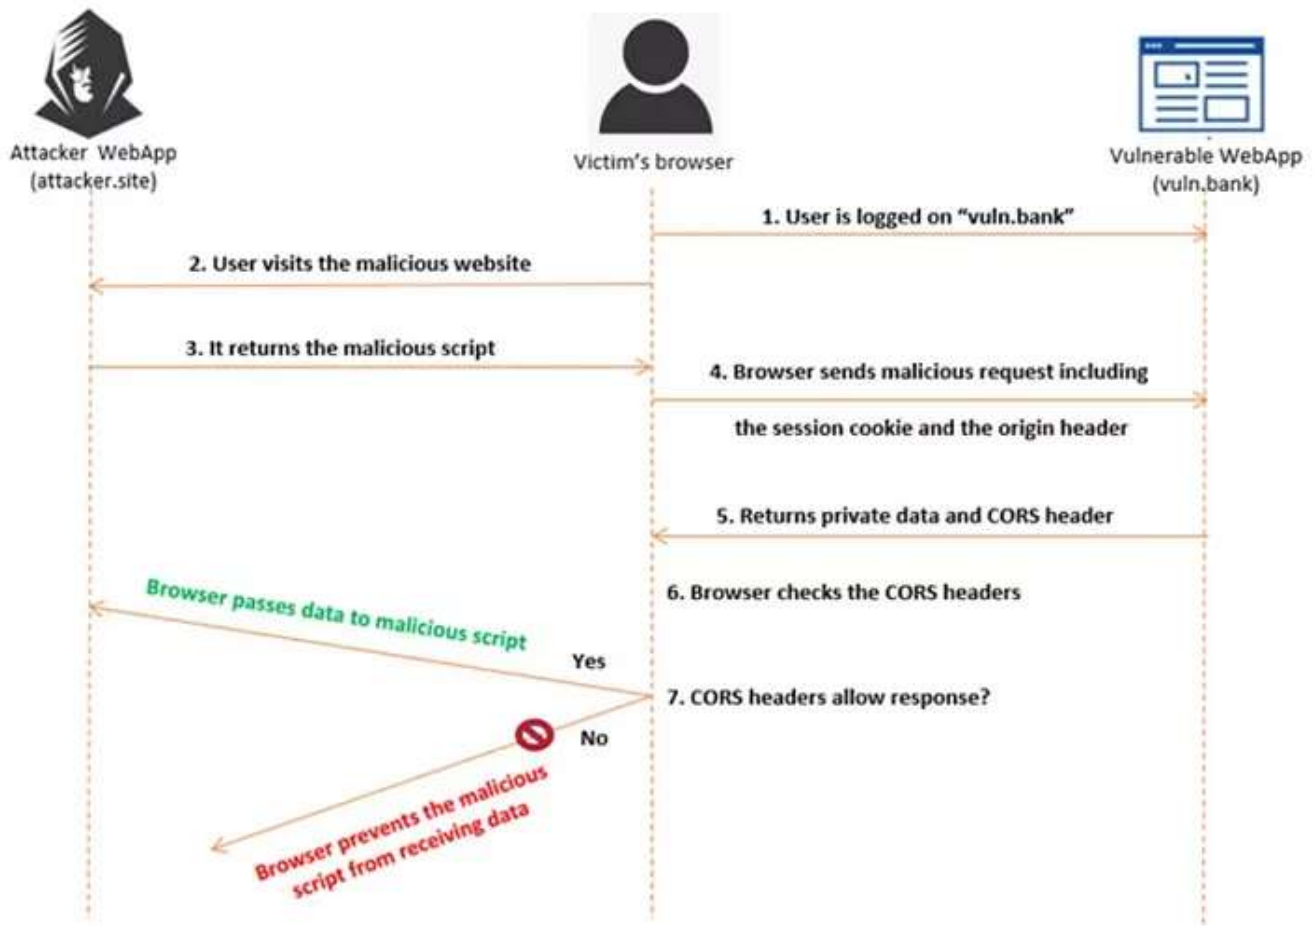 Attacker WebApp
(attacker.site)
Victim's browser
Vulnerable WebApp
(vuln.bank)
1. User is logged on “vuln.bank”
2. User visits the malicious website
3. It returns the malicious script
4. Browser sends malicious request including
the session cookie and the origin header
5. Returns private data and CORS header
6. Browser checks the CORS headers
Browser passes data to malicious script
Yes
7. CORS headers allow response?
No
Browser prevents the malicious
script from receiving data